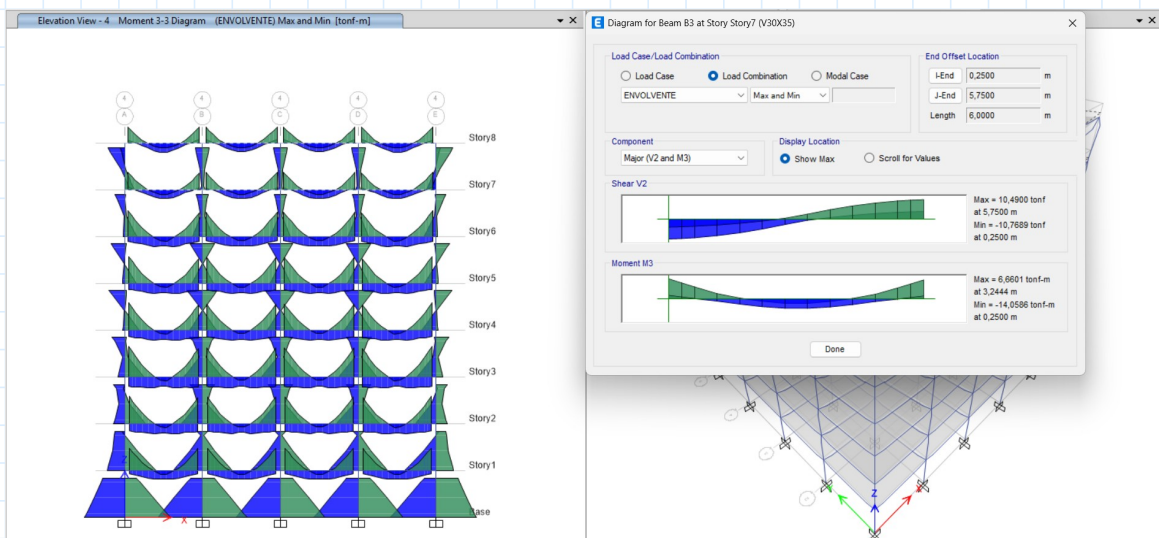 Elevation View - 4 Moment 3-3 Diagram (ENVOLVENTE) Max and Min [tonf-m]
4 4 4 4 4
A B C D E
Story8
Story7
Story6
Story5
Story4
Story3
Story2
Story1
Base
X
Diagram for Beam B3 at Story Story7 (V30X35)
Load Case/Load Combination
Load Case Load Combination Modal Case
ENVOLVENTE Max and Min
End Offset Location
I-End 0,2500 m
J-End 5,7500 m
Length 6,0000 m
Component
Major (V2 and M3)
Display Location
Show Max Scroll for Values
Shear V2
Max = 10,4900 tonf
at 5,7500 m
Min = -10,7689 tonf
at 0,2500 m
Moment M3
Max = 6,6601 tonf-m
at 3,2444 m
Min = -14,0586 tonf-m
at 0,2500 m
Done
Z